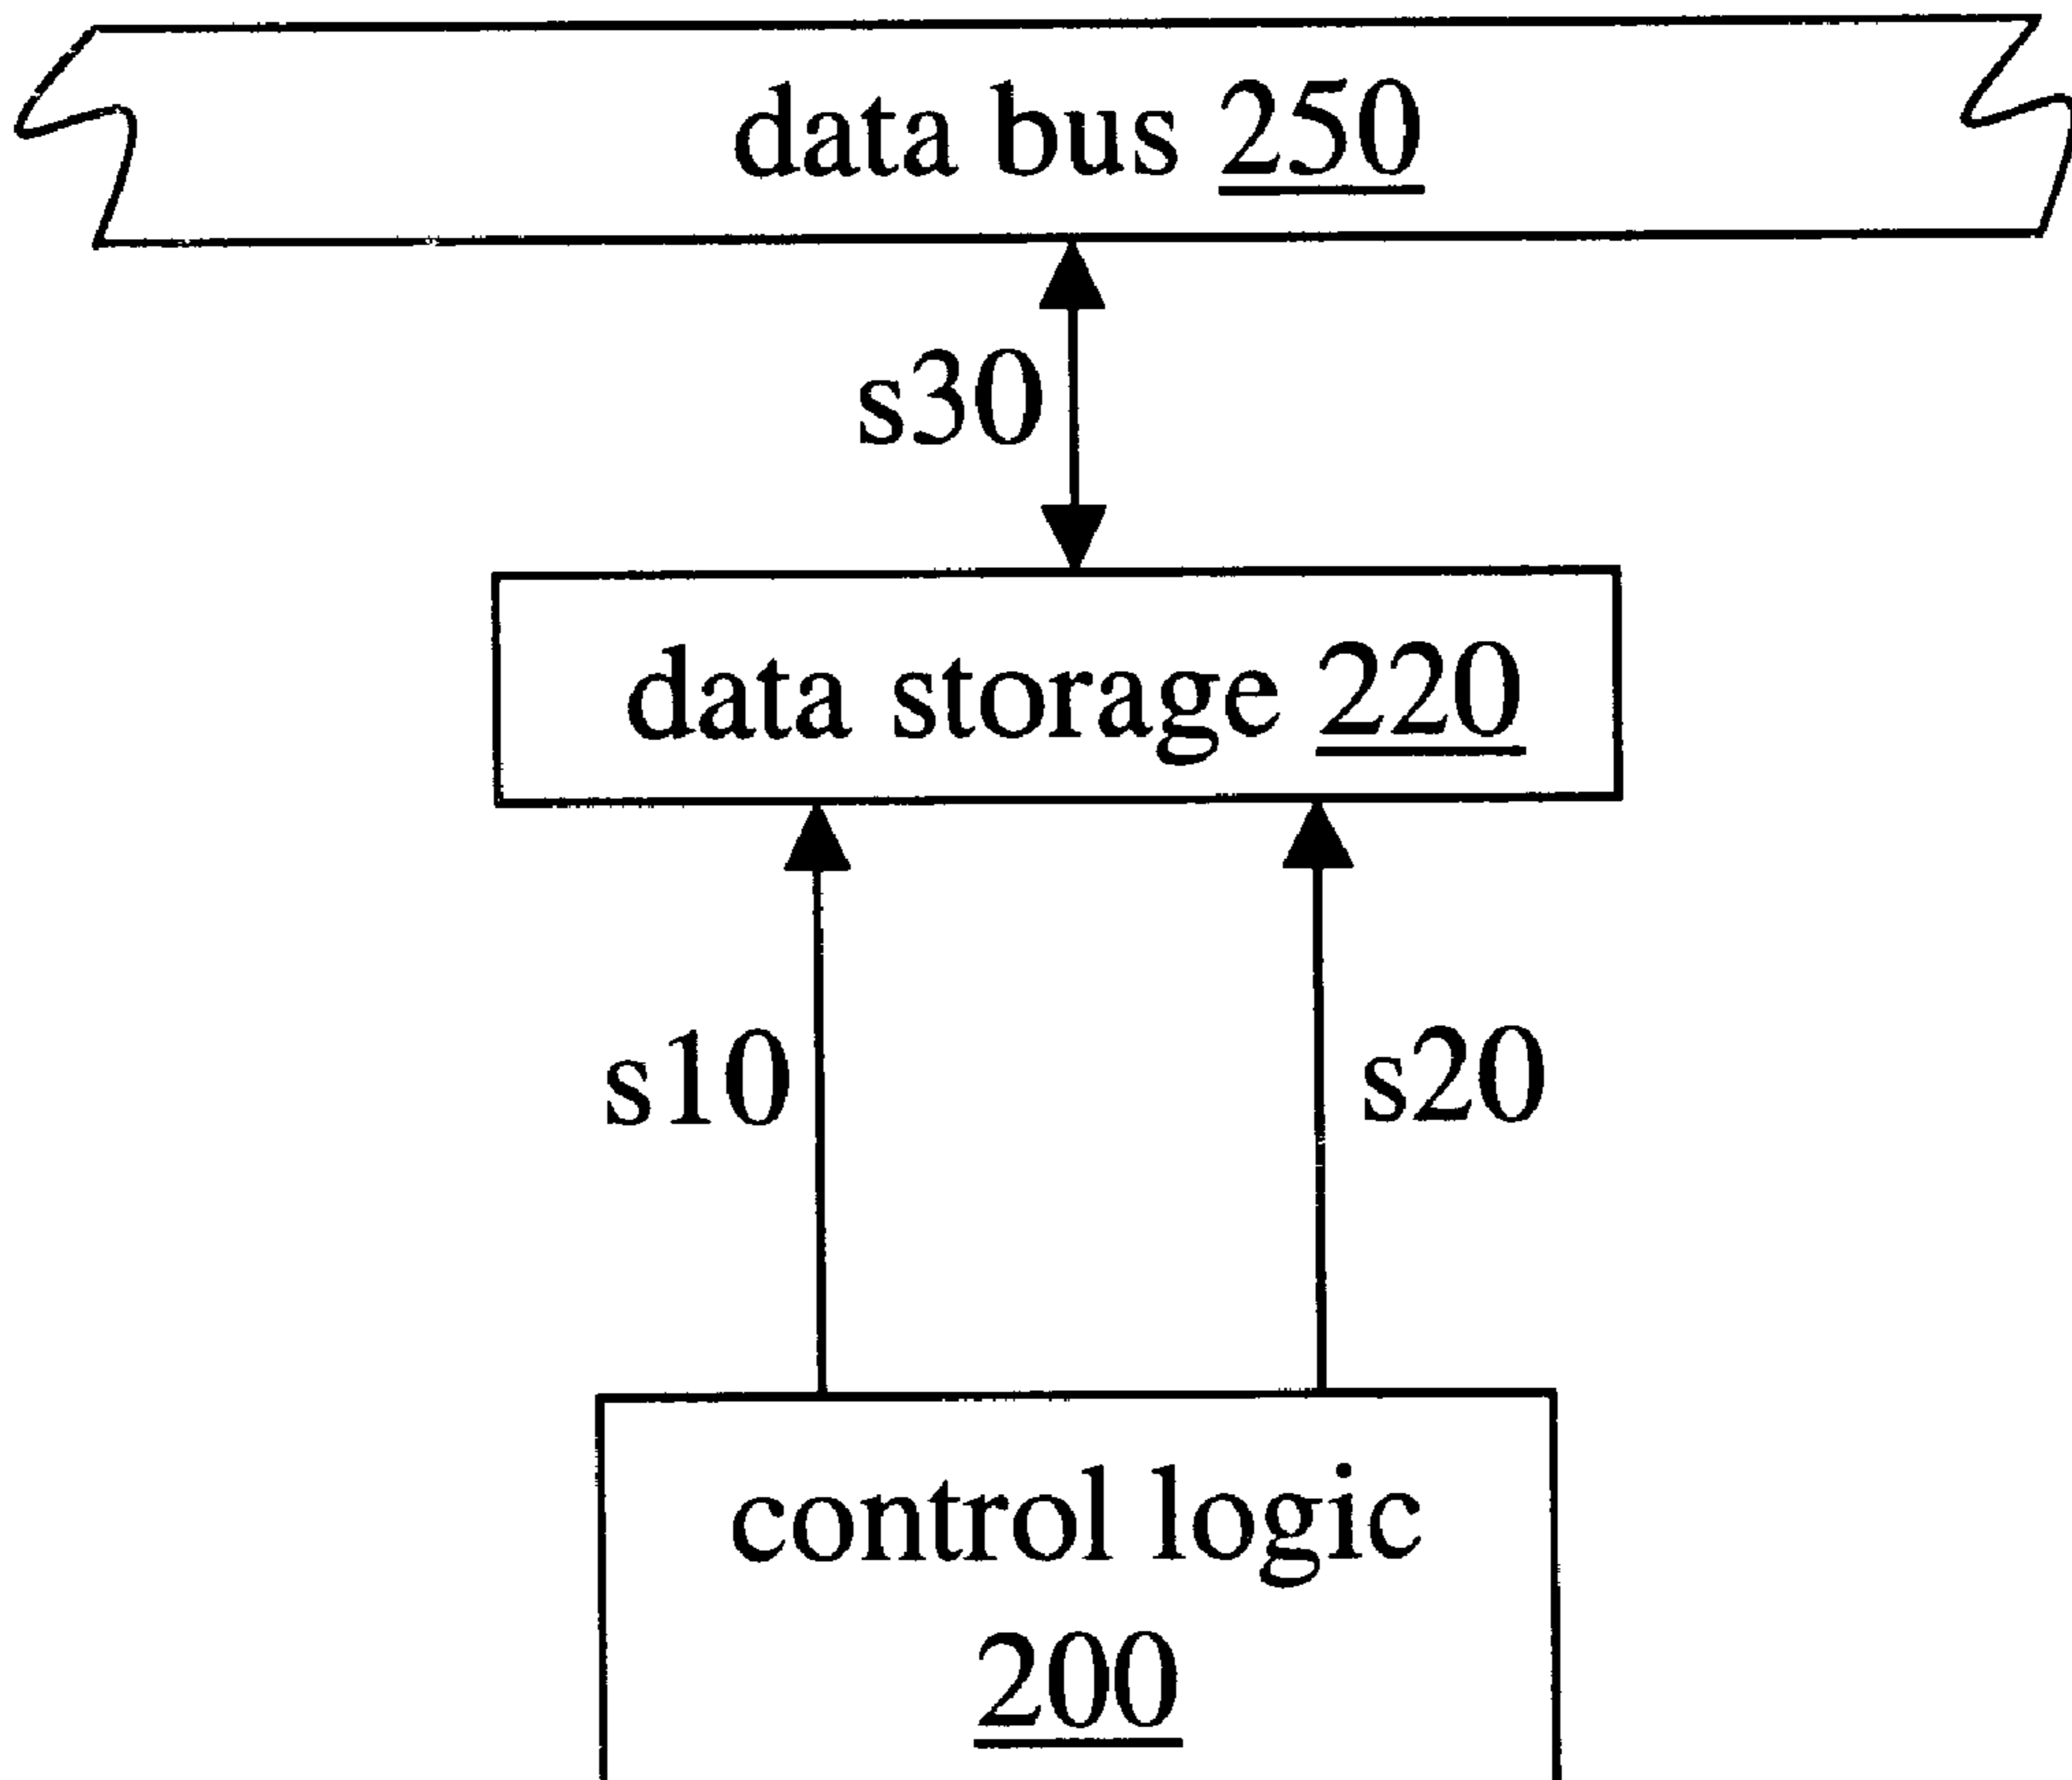 data bus 250
s30
data storage 220
s10
s20
control logic
200